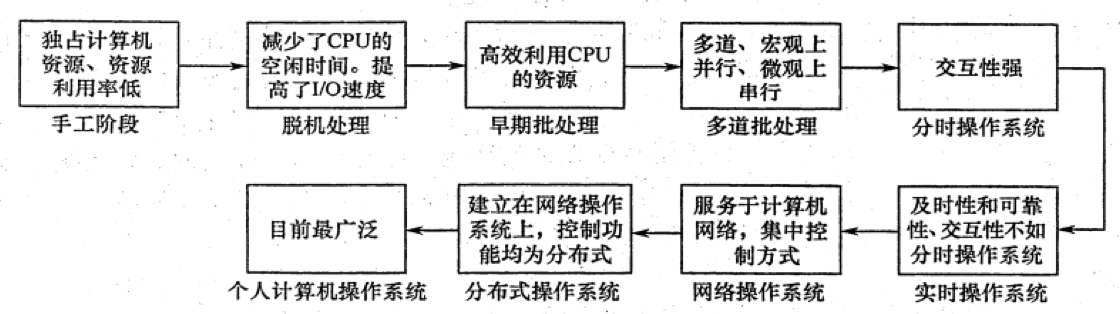 独占计算机
资源、资源
利用率低
手工阶段
减少了CPU的
空闲时间。提
高了I/O速度
脱机处理
高效利用CPU
的资源
早期批处理
多道、宏观上
并行、微观上
串行
多道批处理
交互性强
分时操作系统
及时性和可靠
性、交互性不如
分时操作系统
实时操作系统
服务于计算机
网络，集中控
制方式
网络操作系统
建立在网络操作
系统上，控制功
能均为分布式
分布式操作系统
目前最广泛
个人计算机操作系统